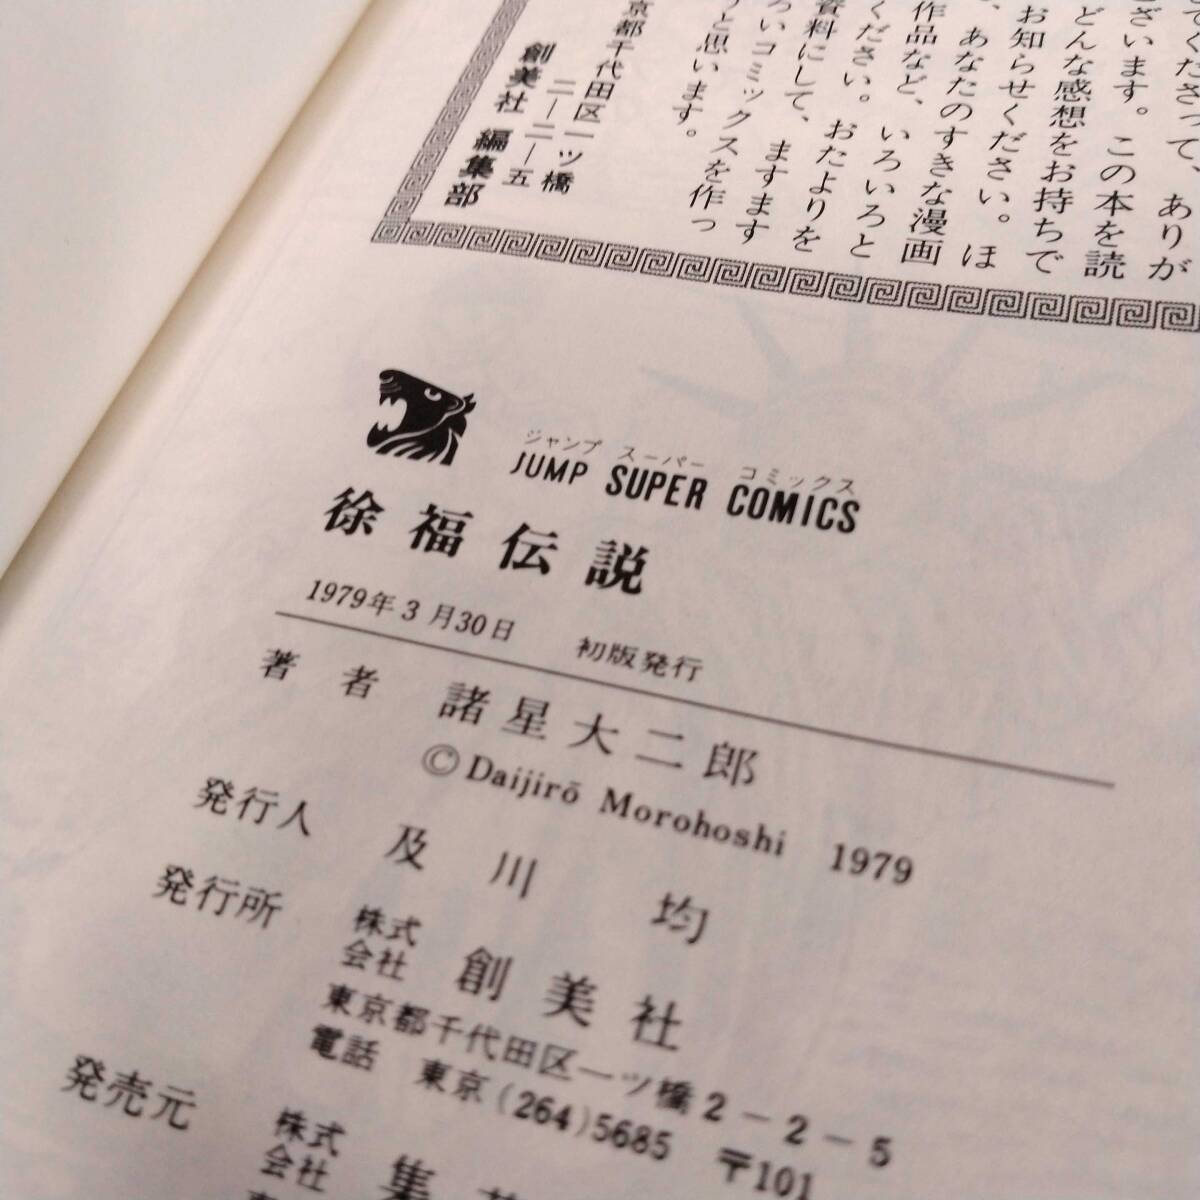 てくださって、ありが
ざいます。この本を読
どんな感想をお持ちで
お知らせください。ほ
、あなたのすきな漫画
作品など、いろいろと
ください。おたよりを
資料にして、ますます
ろいコミックスを作っ
うと思います。
京都千代田区一ツ橋
二―二―五
創美社 編集部
ジャンプ スーパー コミックス
JUMP SUPER COMICS
徐福伝説
1979年3月30日 初版発行
著者 諸星大二郎
© Daijirō Morohoshi 1979
発行人 及川 均
発行所 株式会社 創美社
東京都千代田区一ツ橋2-2-5
電話 東京(264)5685 〒101
発売元 株式会社 集